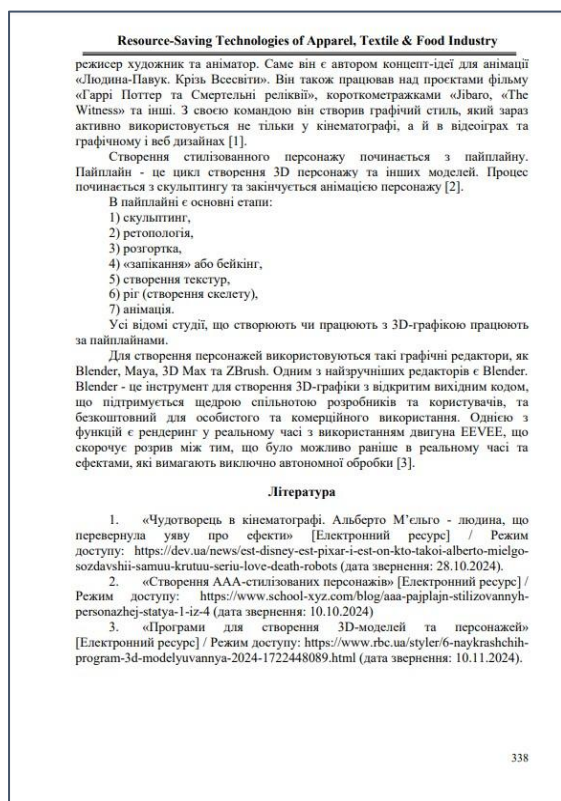 Resource-Saving Technologies of Apparel, Textile & Food Industry
режисер художник та аніматор. Саме він є автором концепт-ідеї для анімації
«Людина-Павук. Крізь Всесвіти». Він також працював над проєктами фільму
«Гаррі Поттер та Смертельні реліквії», короткометражками «Jibaro, «The
Witness» та інші. З своєю командою він створив графічий стиль, який зараз
активно використовується не тільки у кінематографі, а й в відеоіграх та
графічному і веб дизайнах [1].
Створення стилізованого персонажу починається з пайплайну.
Пайплайн - це цикл створення 3D персонажу та інших моделей. Процес
починається з скульптингу та закінчується анімацією персонажу [2].
В пайплайні є основні етапи:
1) скульптинг,
2) ретопологія,
3) розгортка,
4) «запікання» або бейкінг,
5) створення текстур,
6) ріг (створення скелету),
7) анімація.
Усі відомі студії, що створюють чи працюють з 3D-графікою працюють
за пайплайнами.
Для створення персонажів використовуються такі графічні редактори, як
Blender, Maya, 3D Max та ZBrush. Одним з найзручніших редакторів є Blender.
Blender - це інструмент для створення 3D-графіки з відкритим вихідним кодом,
що підтримується щедрою спільнотою розробників та користувачів, та
безкоштовний для особистого та комерційного використання. Однією з
функцій є рендеринг у реальному часі з використанням двигуна EEVEE, що
скорочує розрив між тим, що було можливо раніше в реальному часі та
ефектами, які вимагають виключно автономної обробки [3].
Література
1. «Чудотворець в кінематографі. Альберто М’єльго - людина, що
перевернула уяву про ефекти» [Електронний ресурс] / Режим
доступу: https://dev.ua/news/est-disney-est-pixar-i-est-on-kto-takoi-alberto-mielgo-
sozdavshii-samuu-krutuu-seriu-love-death-robots (дата звернення: 28.10.2024).
2. «Створення ААА-стилізованих персонажів» [Електронний ресурс] /
Режим доступу: https://www.school-xyz.com/blog/aaa-pajplajn-stilizovannyh-
personazhej-statya-1-iz-4 (дата звернення: 10.10.2024)
3. «Програми для створення 3D-моделей та персонажей»
[Електронний ресурс] / Режим доступу: https://www.rbc.ua/styler/6-naykrashchih-
program-3d-modelyuvannya-2024-1722448089.html (дата звернення: 10.11.2024).
338